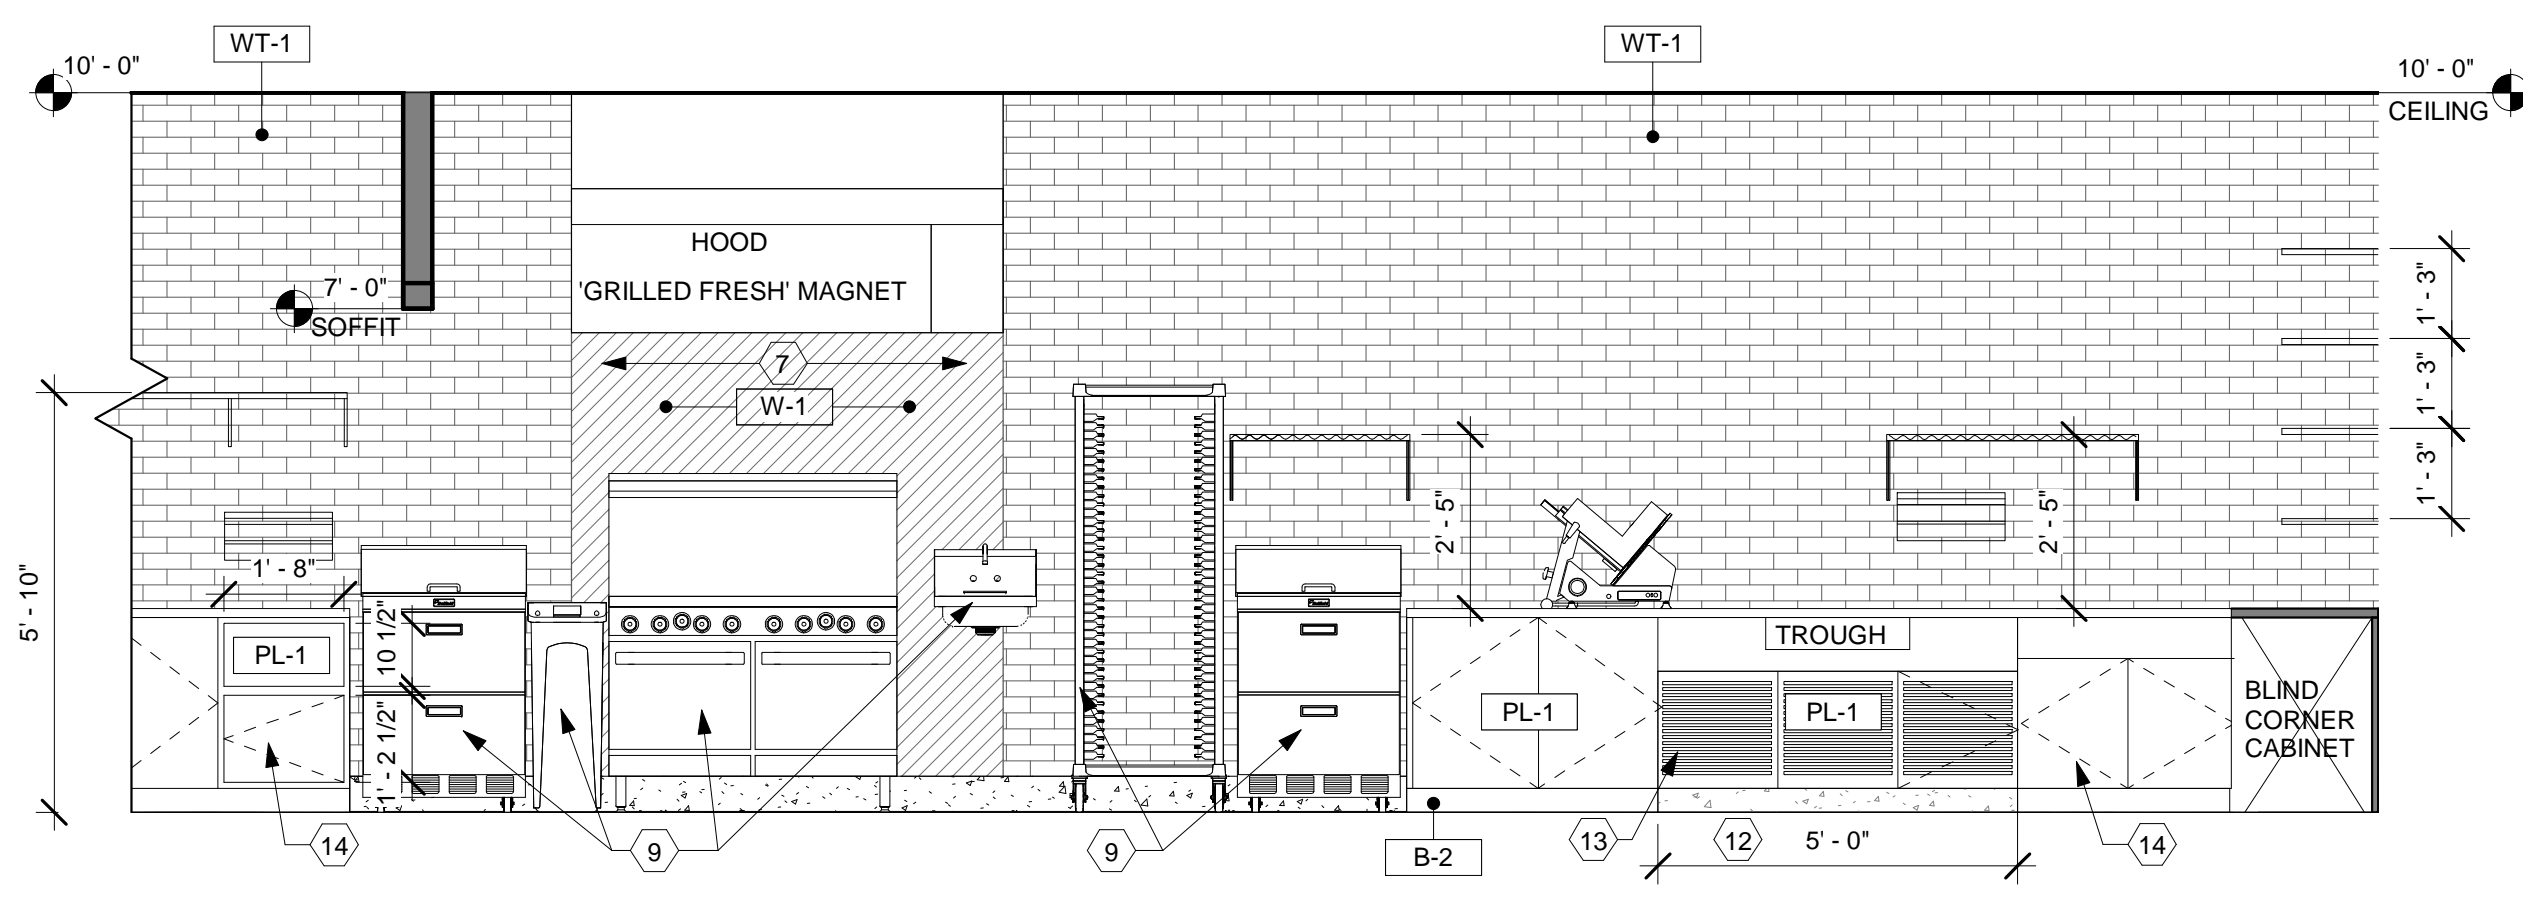 WT-1
WT-1
10' - 0"
10' - 0"
CEILING
HOOD
'GRILLED FRESH' MAGNET
7' - 0"
SOFFIT
1' - 3"
7
1' - 3"
W-1
1' - 3"
2' - 5"
2' - 5"
1' - 8"
5' - 10"
10 1/2"
PL-1
TROUGH
PL-1
PL-1
BLIND
CORNER
CABINET
1' - 2 1/2"
14
9
9
B-2
13
12
5' - 0"
14